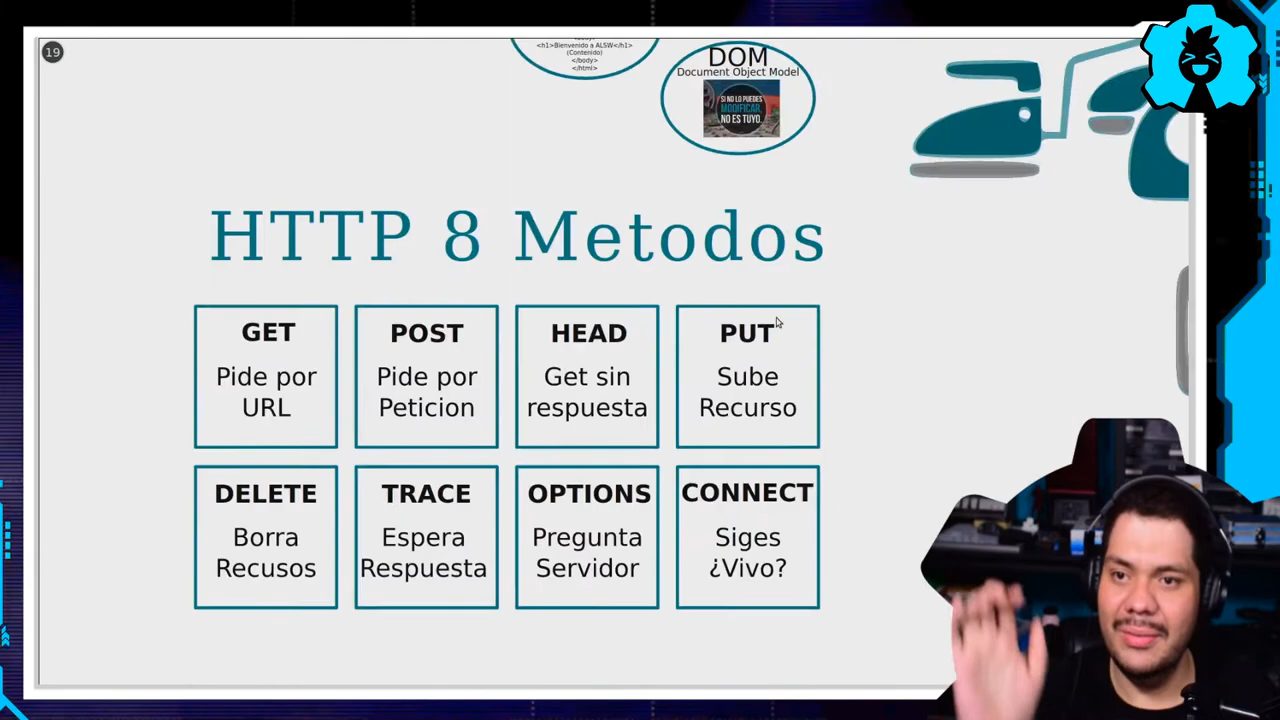 19
<body>
<h1>Bienvenido a ALSW</h1>
(Contenido)
</body>
</html>
DOM
Document Object Model
SI NO LO PUEDES
MODIFICAR,
NO ES TUYO.
HTTP 8 Metodos
GET
Pide por
URL
POST
Pide por
Peticion
HEAD
Get sin
respuesta
PUT
Sube
Recurso
DELETE
Borra
Recusos
TRACE
Espera
Respuesta
OPTIONS
Pregunta
Servidor
CONNECT
Siges
¿Vivo?